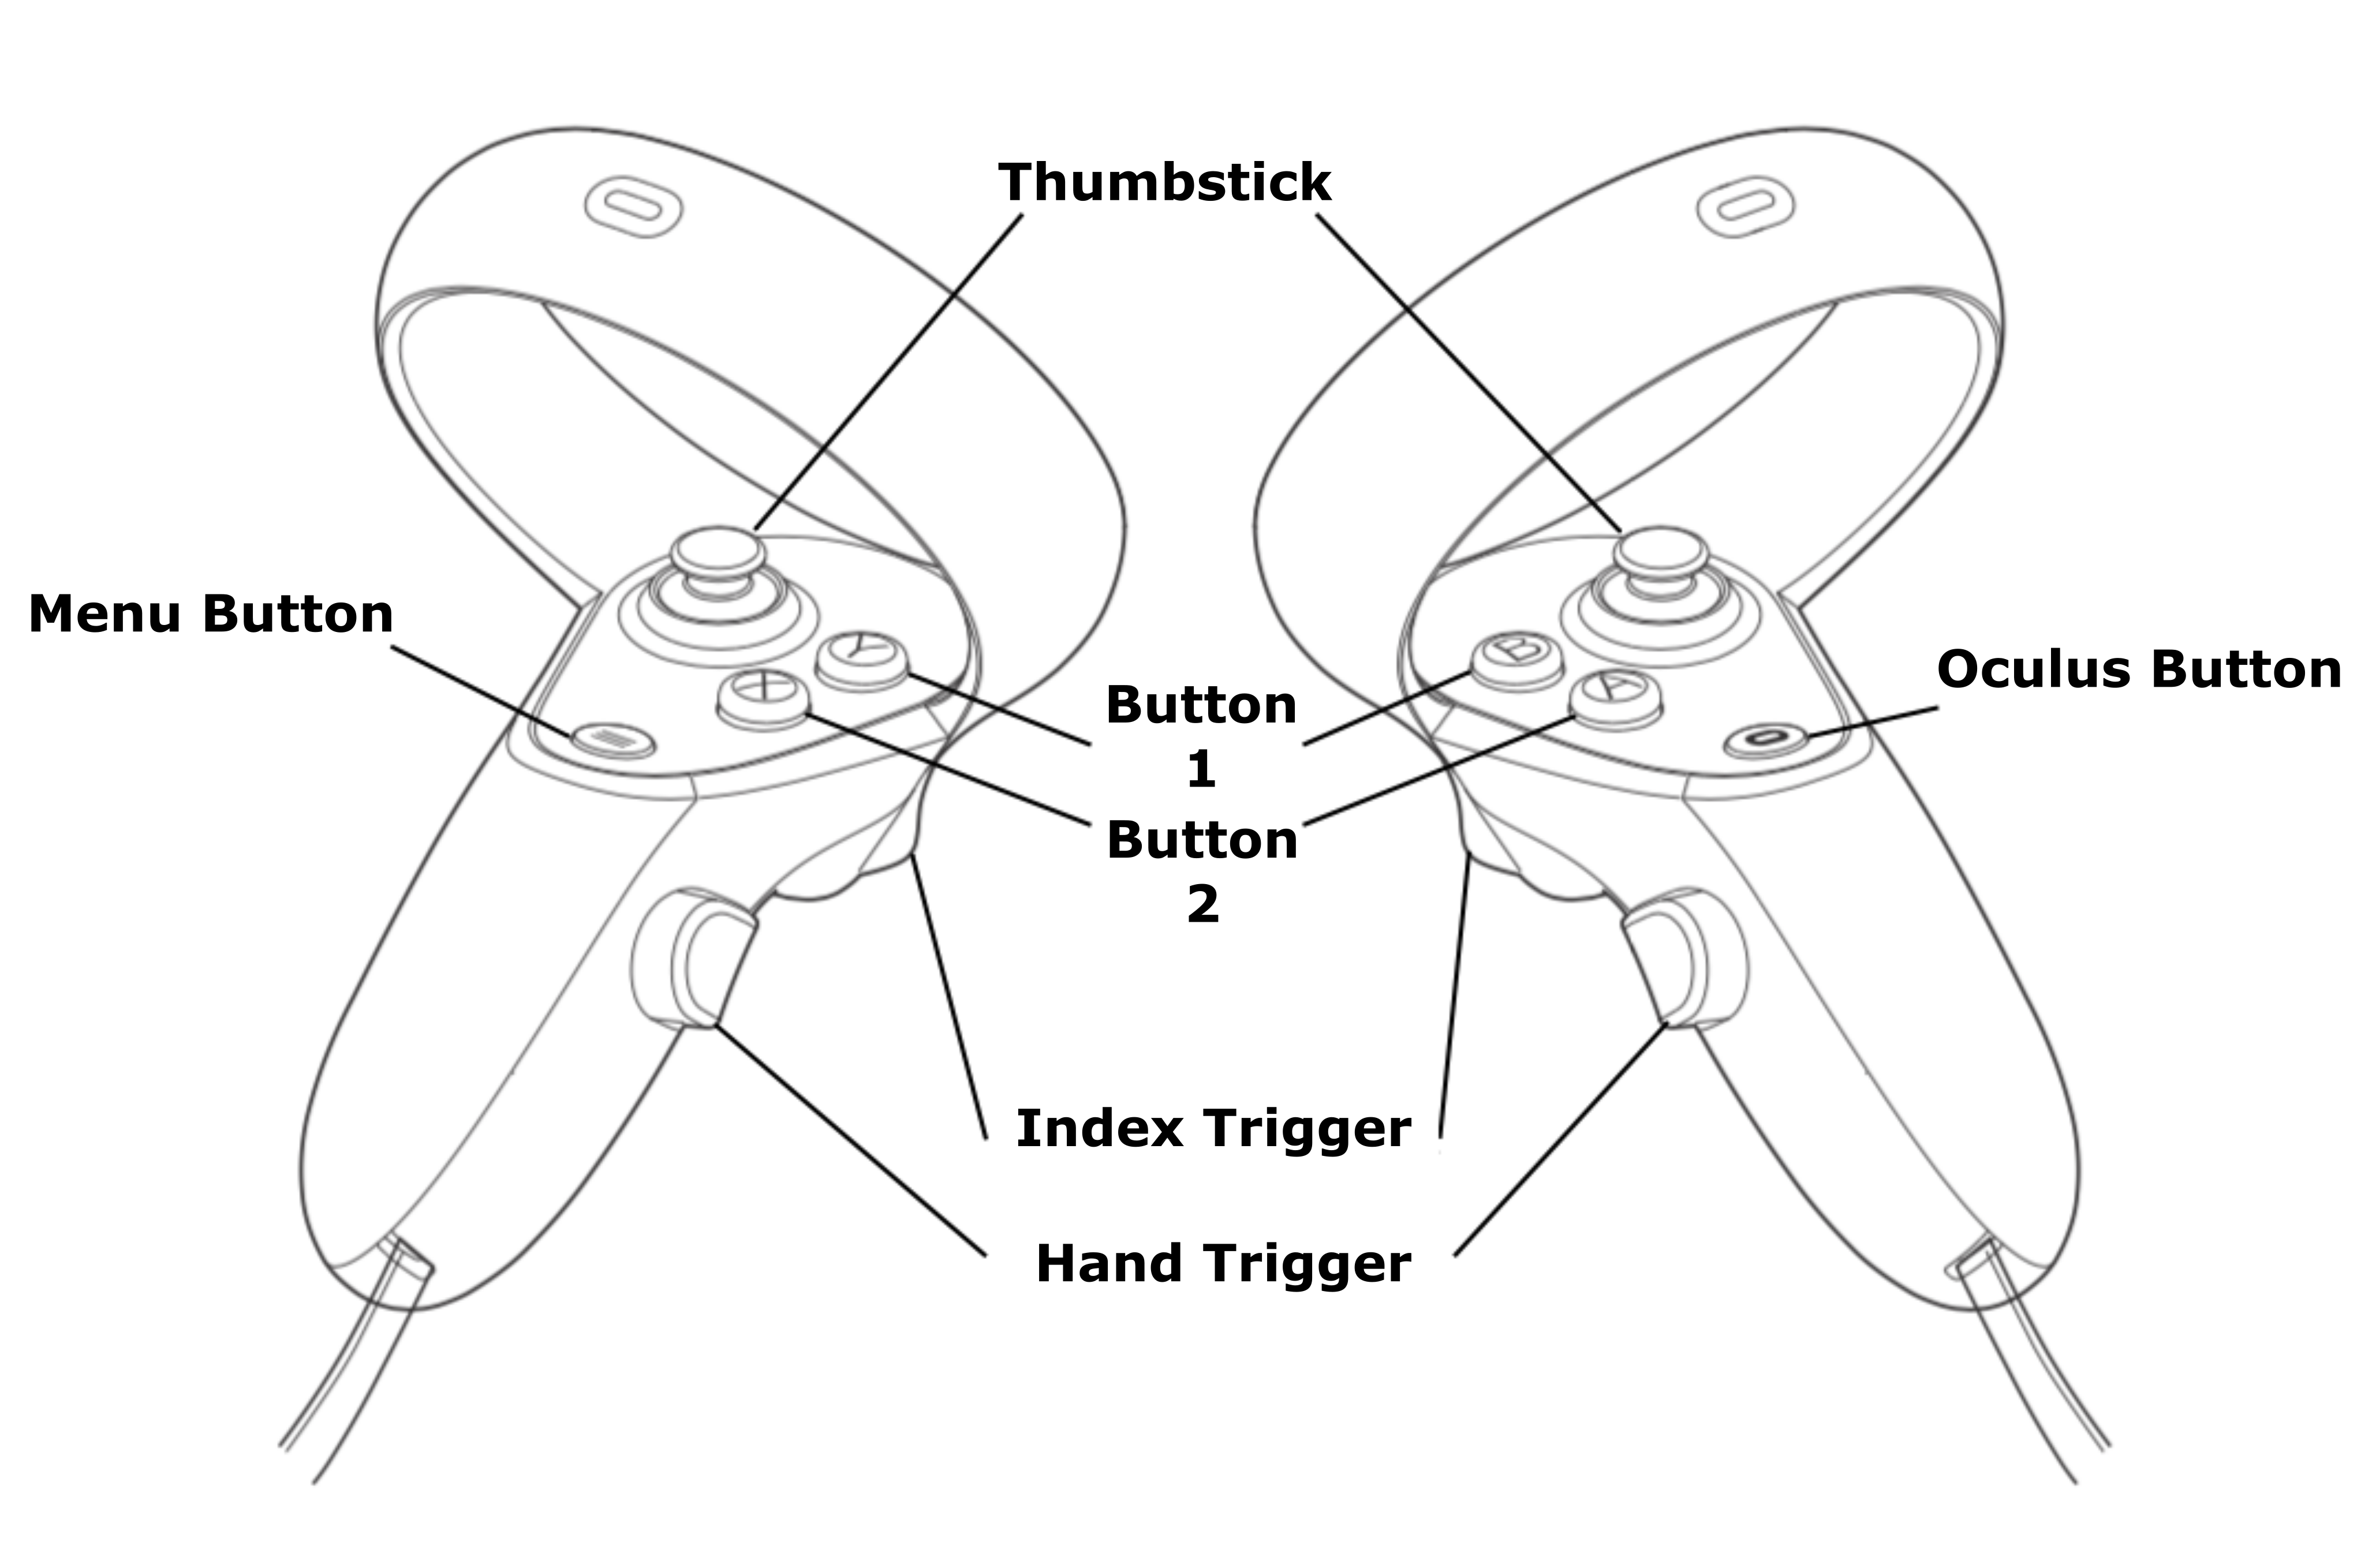 Thumbstick
Menu Button
Y
B
Oculus Button
A
Button
1
Button
2
Index Trigger
Hand Trigger